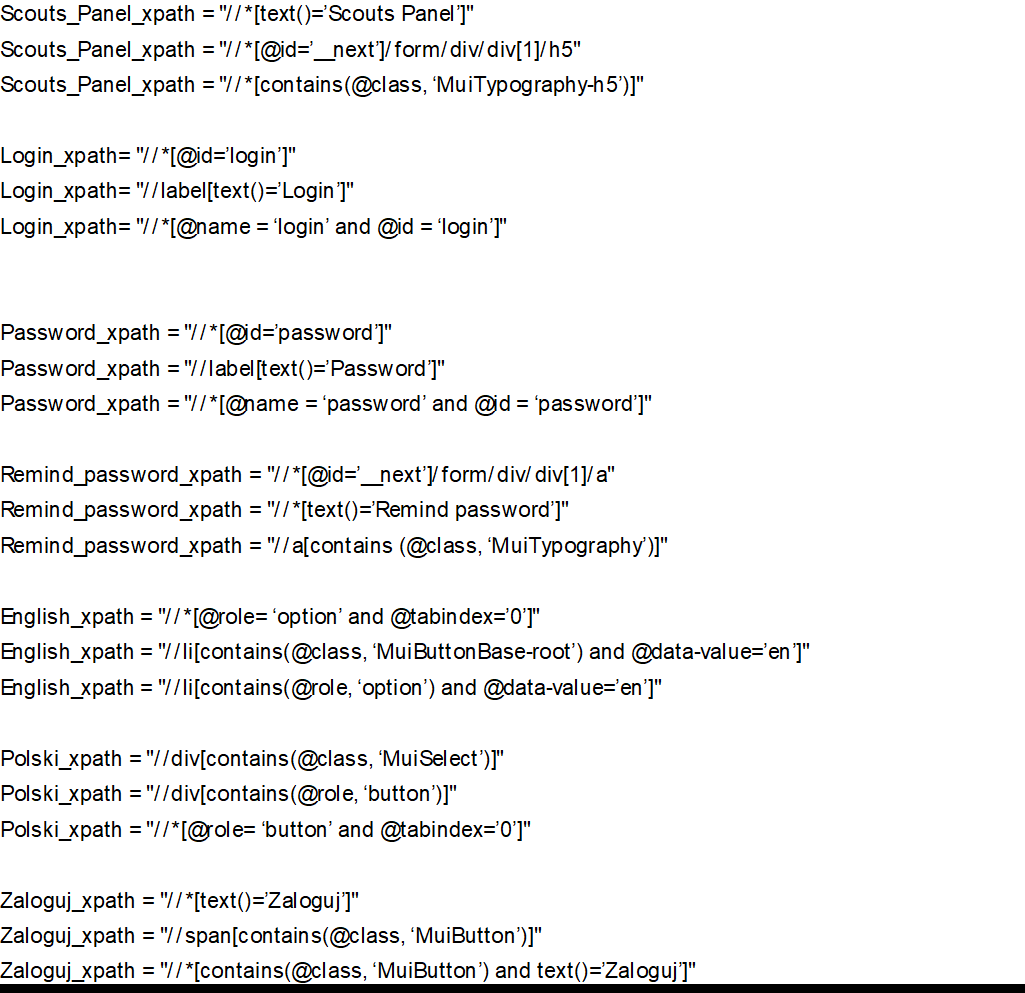 Scouts_Panel_xpath = "//*[text()=’Scouts Panel’]"
Scouts_Panel_xpath = "//*[@id=’__next’]/form/div/div[1]/h5"
Scouts_Panel_xpath = "//*[contains(@class, ‘MuiTypography-h5’)]"
Login_xpath= "//*[@id=’login’]"
Login_xpath= "//label[text()=’Login’]"
Login_xpath= "//*[@name = ‘login’ and @id = ‘login’]"
Password_xpath = "//*[@id=’password’]"
Password_xpath = "//label[text()=’Password’]"
Password_xpath = "//*[@name = ‘password’ and @id = ‘password’]"
Remind_password_xpath = "//*[@id=’__next’]/form/div/div[1]/a"
Remind_password_xpath = "//*[text()=’Remind password’]"
Remind_password_xpath = "//a[contains (@class, ‘MuiTypography’)]"
English_xpath = "//*[@role= ‘option’ and @tabindex=’0’]"
English_xpath = "//li[contains(@class, ‘MuiButtonBase-root’) and @data-value=’en’]"
English_xpath = "//li[contains(@role, ‘option’) and @data-value=’en’]"
Polski_xpath = "//div[contains(@class, ‘MuiSelect’)]"
Polski_xpath = "//div[contains(@role, ‘button’)]"
Polski_xpath = "//*[@role= ‘button’ and @tabindex=’0’]"
Zaloguj_xpath = "//*[text()=’Zaloguj’]"
Zaloguj_xpath = "//span[contains(@class, ‘MuiButton’)]"
Zaloguj_xpath = "//*[contains(@class, ‘MuiButton’) and text()=’Zaloguj’]"